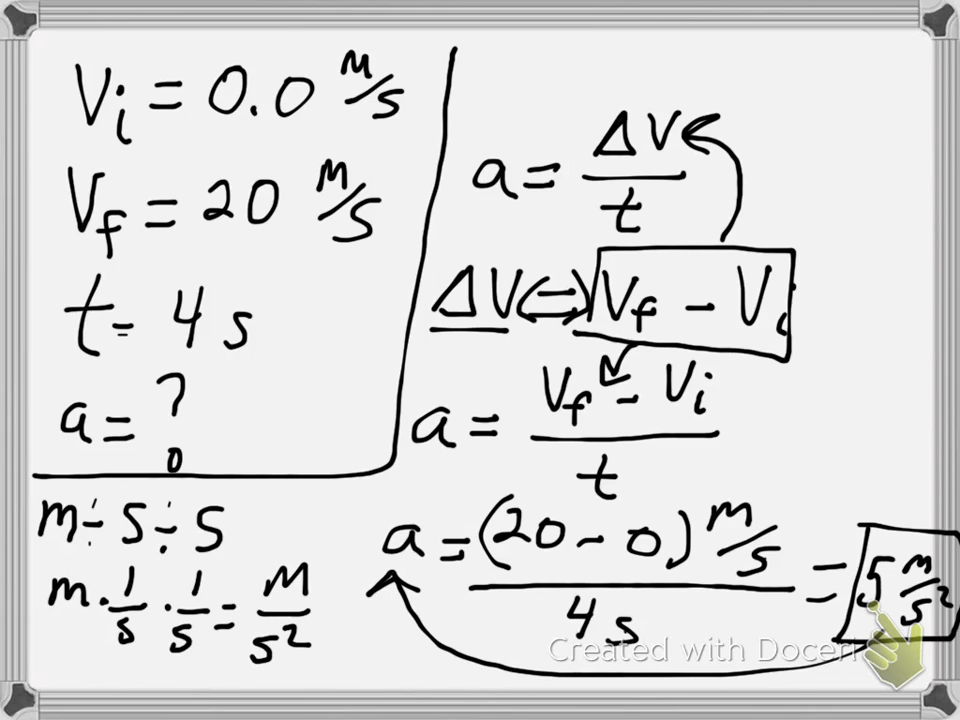 Vi = 0.0 m/s
Vf = 20 m/s
t = 4 s
a = ?
m ÷ s ÷ s
m · 1/s · 1/s = m/s²
a = ΔV/t
ΔV (=) Vf - Vi
a = Vf - Vi / t
a = (20 - 0) m/s / 4 s = 5 m/s²
Created with Doceri